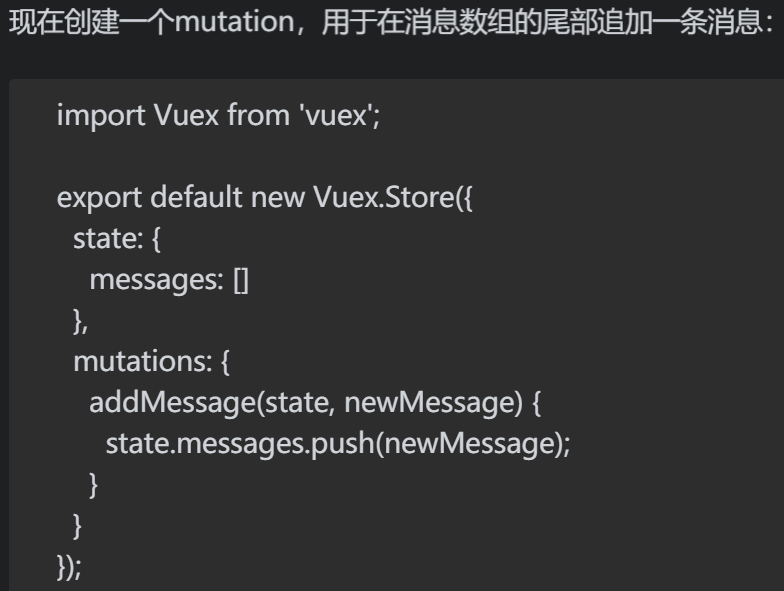 现在创建一个mutation，用于在消息数组的尾部追加一条消息：
import Vuex from 'vuex';
export default new Vuex.Store({
state: {
messages: []
},
mutations: {
addMessage(state, newMessage) {
state.messages.push(newMessage);
}
}
});